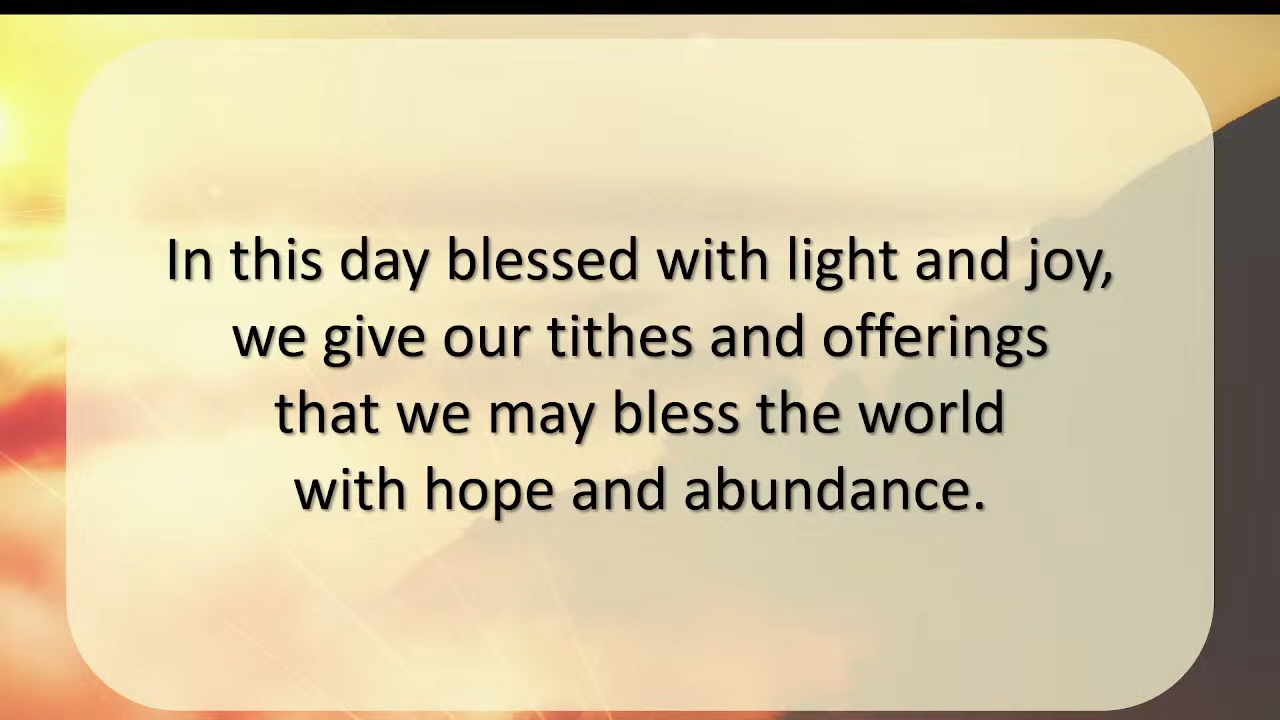 In this day blessed with light and joy,
we give our tithes and offerings
that we may bless the world
with hope and abundance.